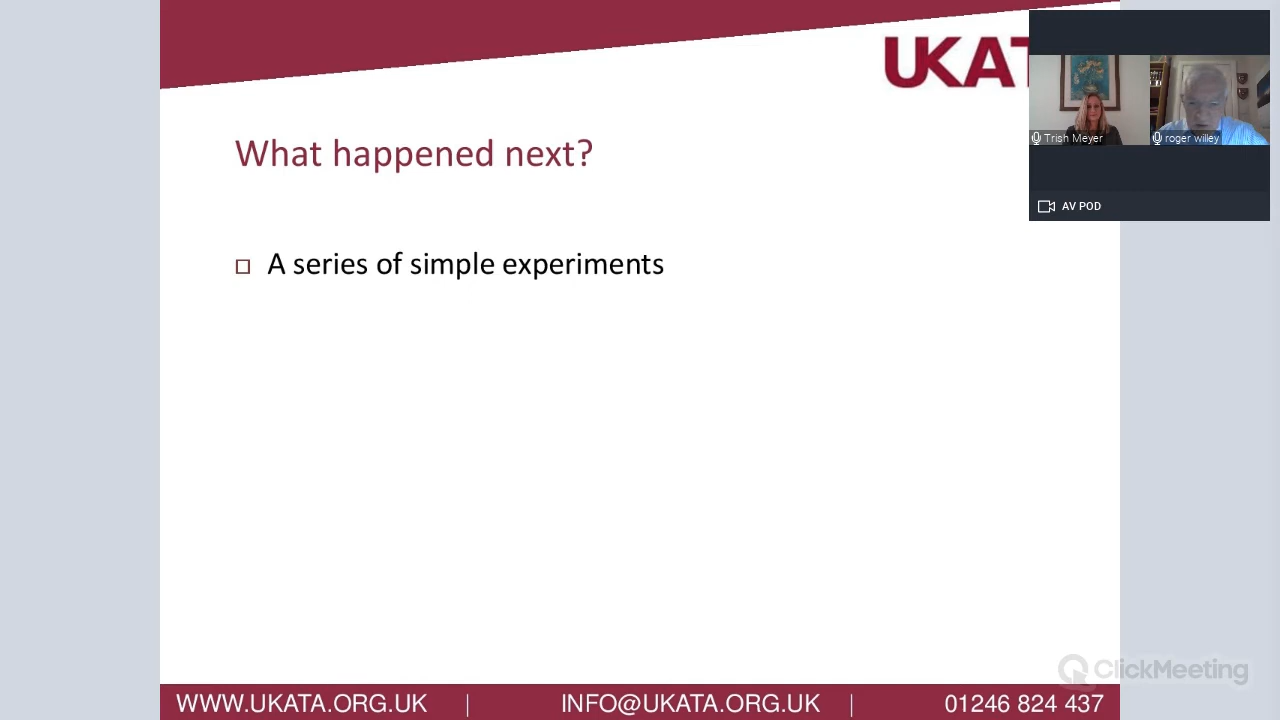 UKAT
Trish Meyer
roger willey
AV POD
What happened next?
A series of simple experiments
ClickMeeting
WWW.UKATA.ORG.UK | INFO@UKATA.ORG.UK | 01246 824 437